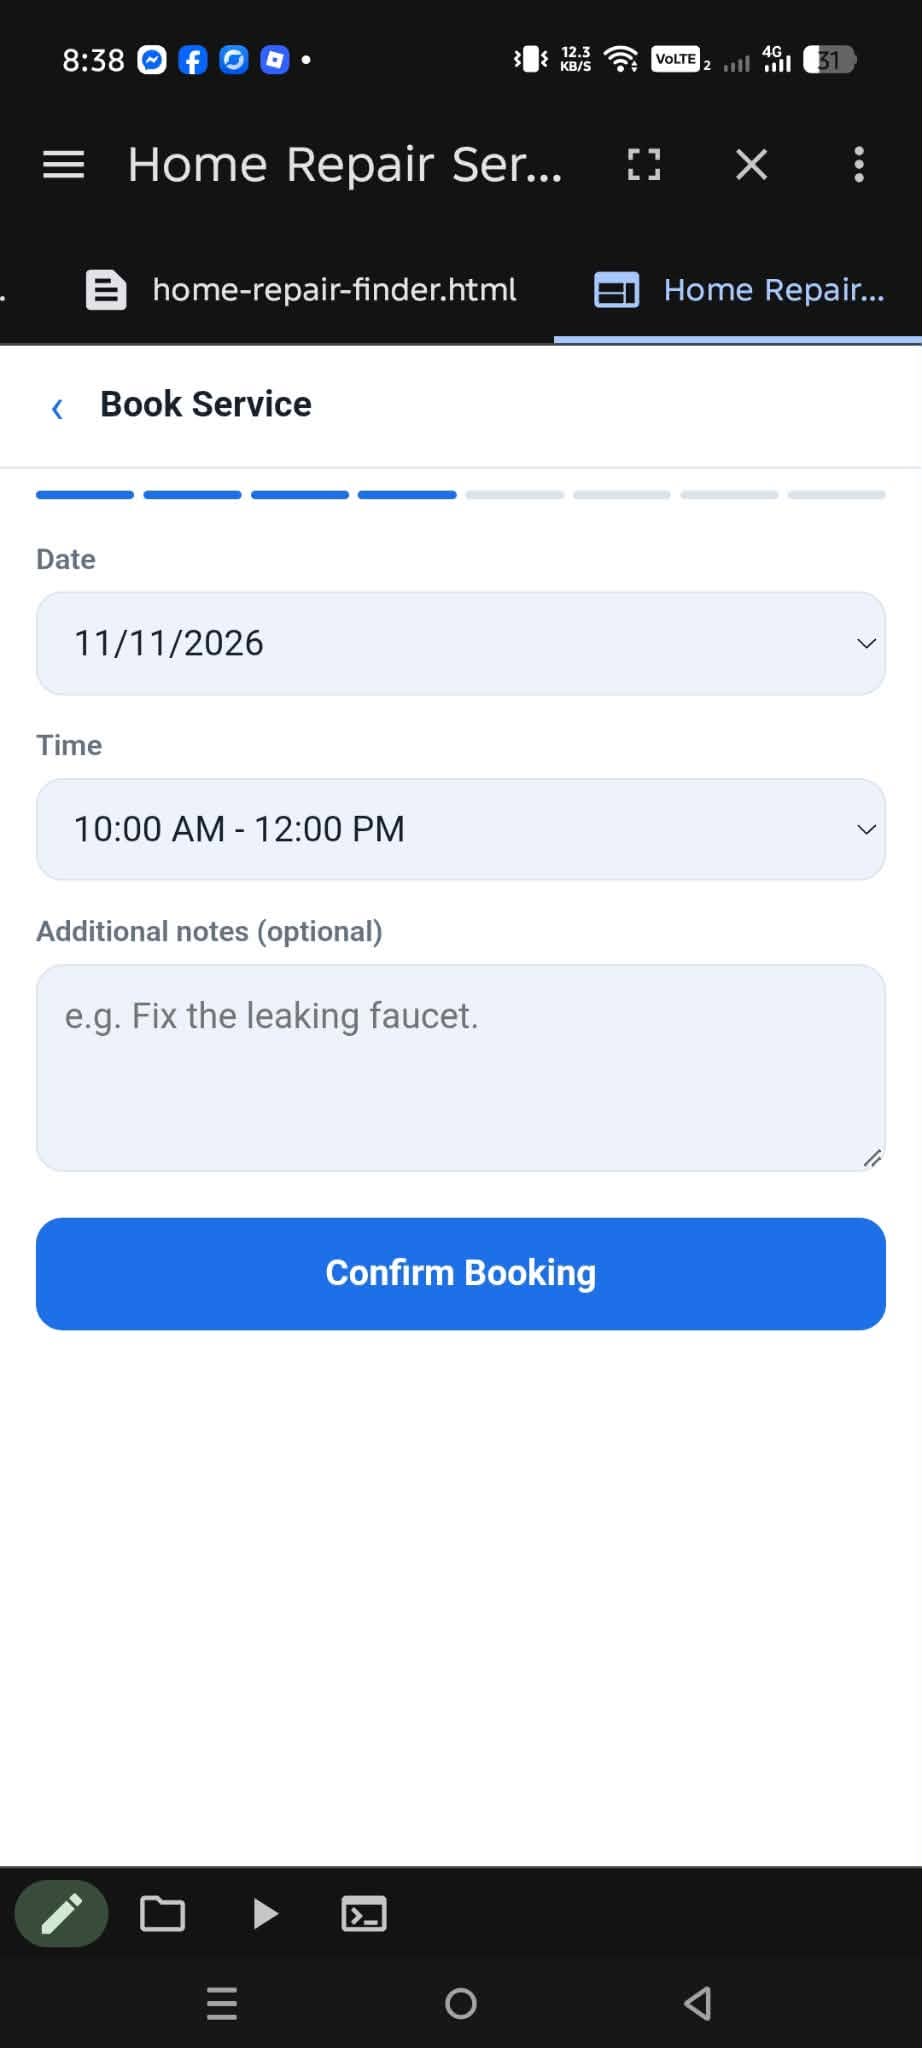 8:38 12.3 KB/S VoLTE 2 4G 31
Home Repair Ser...
home-repair-finder.html Home Repair...
Book Service
Date
11/11/2026
Time
10:00 AM - 12:00 PM
Additional notes (optional)
e.g. Fix the leaking faucet.
Confirm Booking